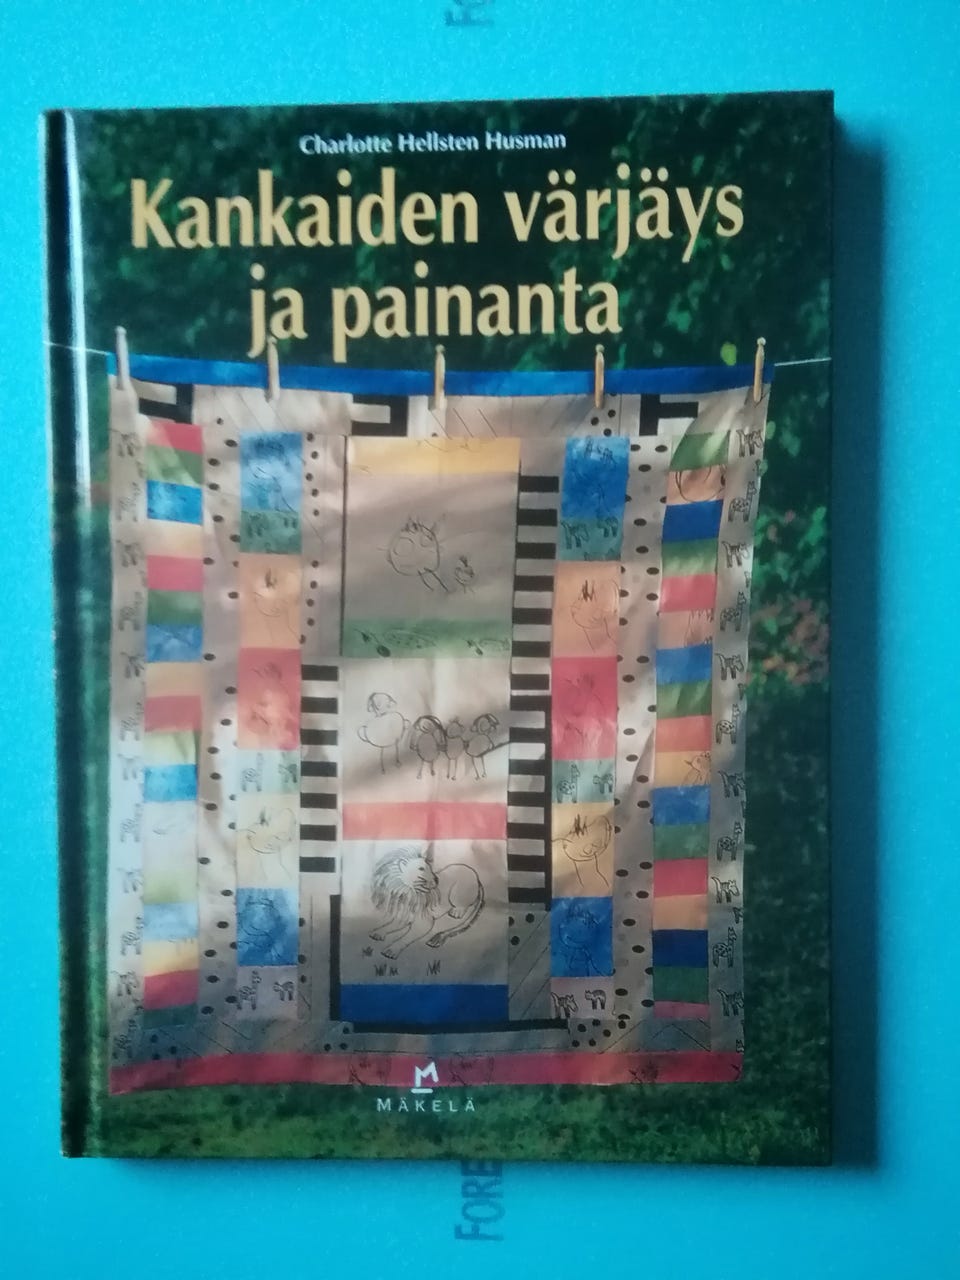 Charlotte Hellsten Husman
Kankaiden värjäys
ja painanta
M
MÄKELÄ